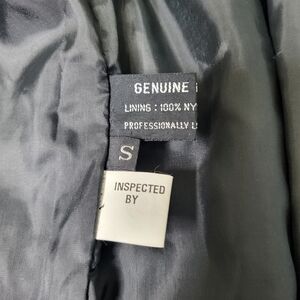 GENUINE
LINING : 100% NY
PROFESSIONALLY L
S
INSPECTED
BY